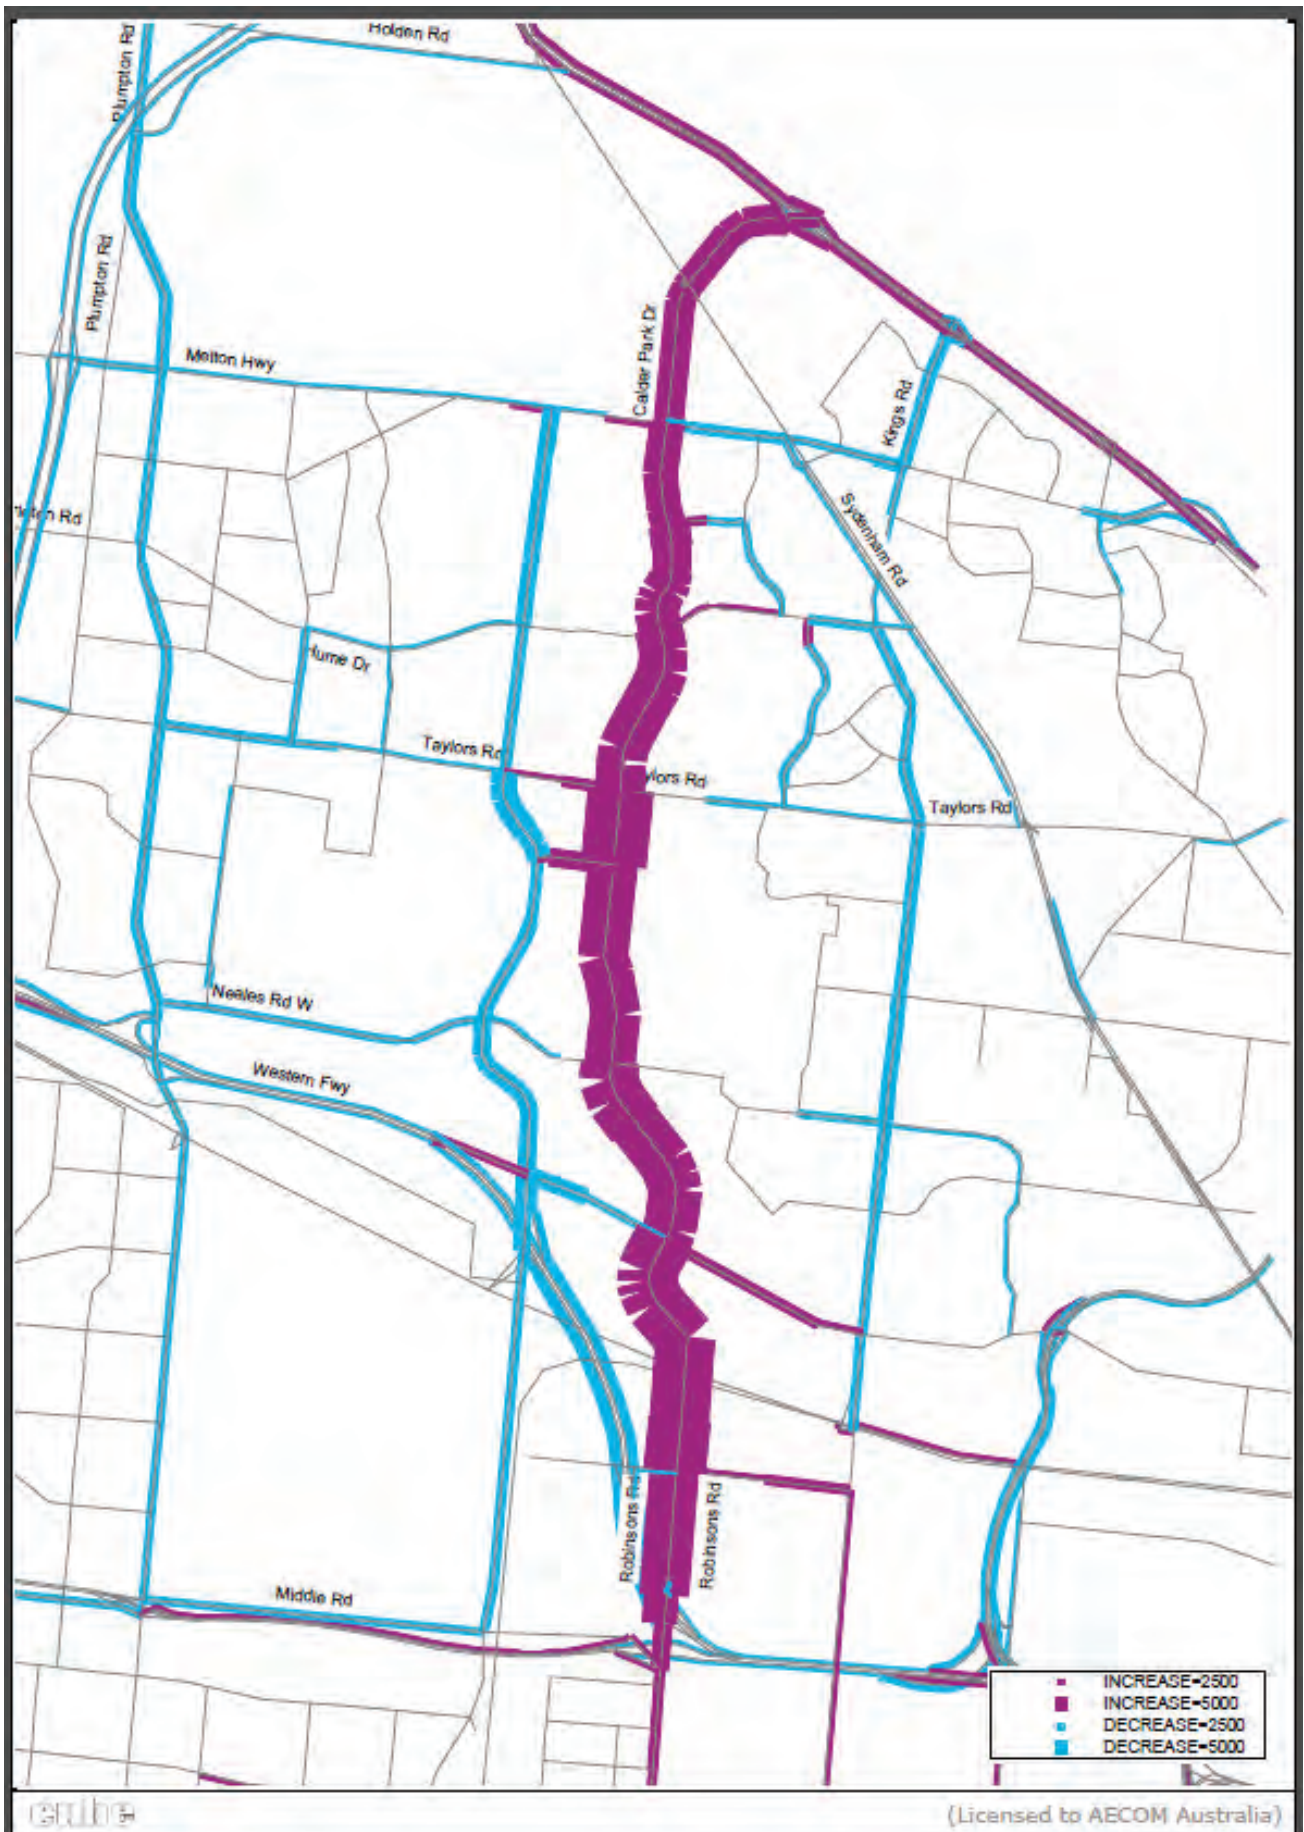 Holden Rd
Plumpton Rd
Plumpton Rd
Melton Hwy
Calder Park Dr
Kings Rd
Sydenham Rd
Rd
Hume Dr
Taylors Rd
ylors Rd
Taylors Rd
Neales Rd W
Western Fwy
Robinsons Rd
Robinsons Rd
Middle Rd
INCREASE=2500
INCREASE=5000
DECREASE=2500
DECREASE=5000
(Licensed to AECOM Australia)